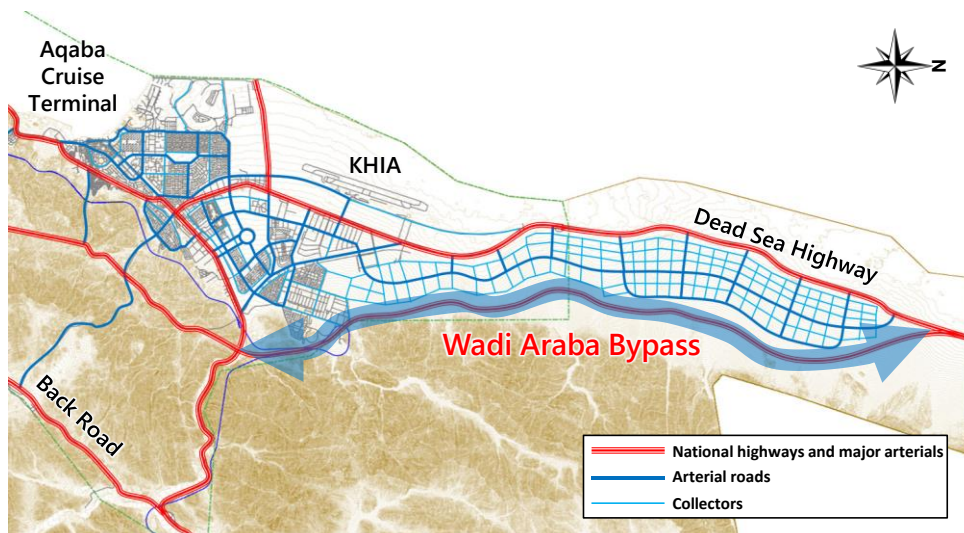 Aqaba
Cruise
Terminal
N
KHIA
Dead Sea Highway
Wadi Araba Bypass
Back Road
National highways and major arterials
Arterial roads
Collectors